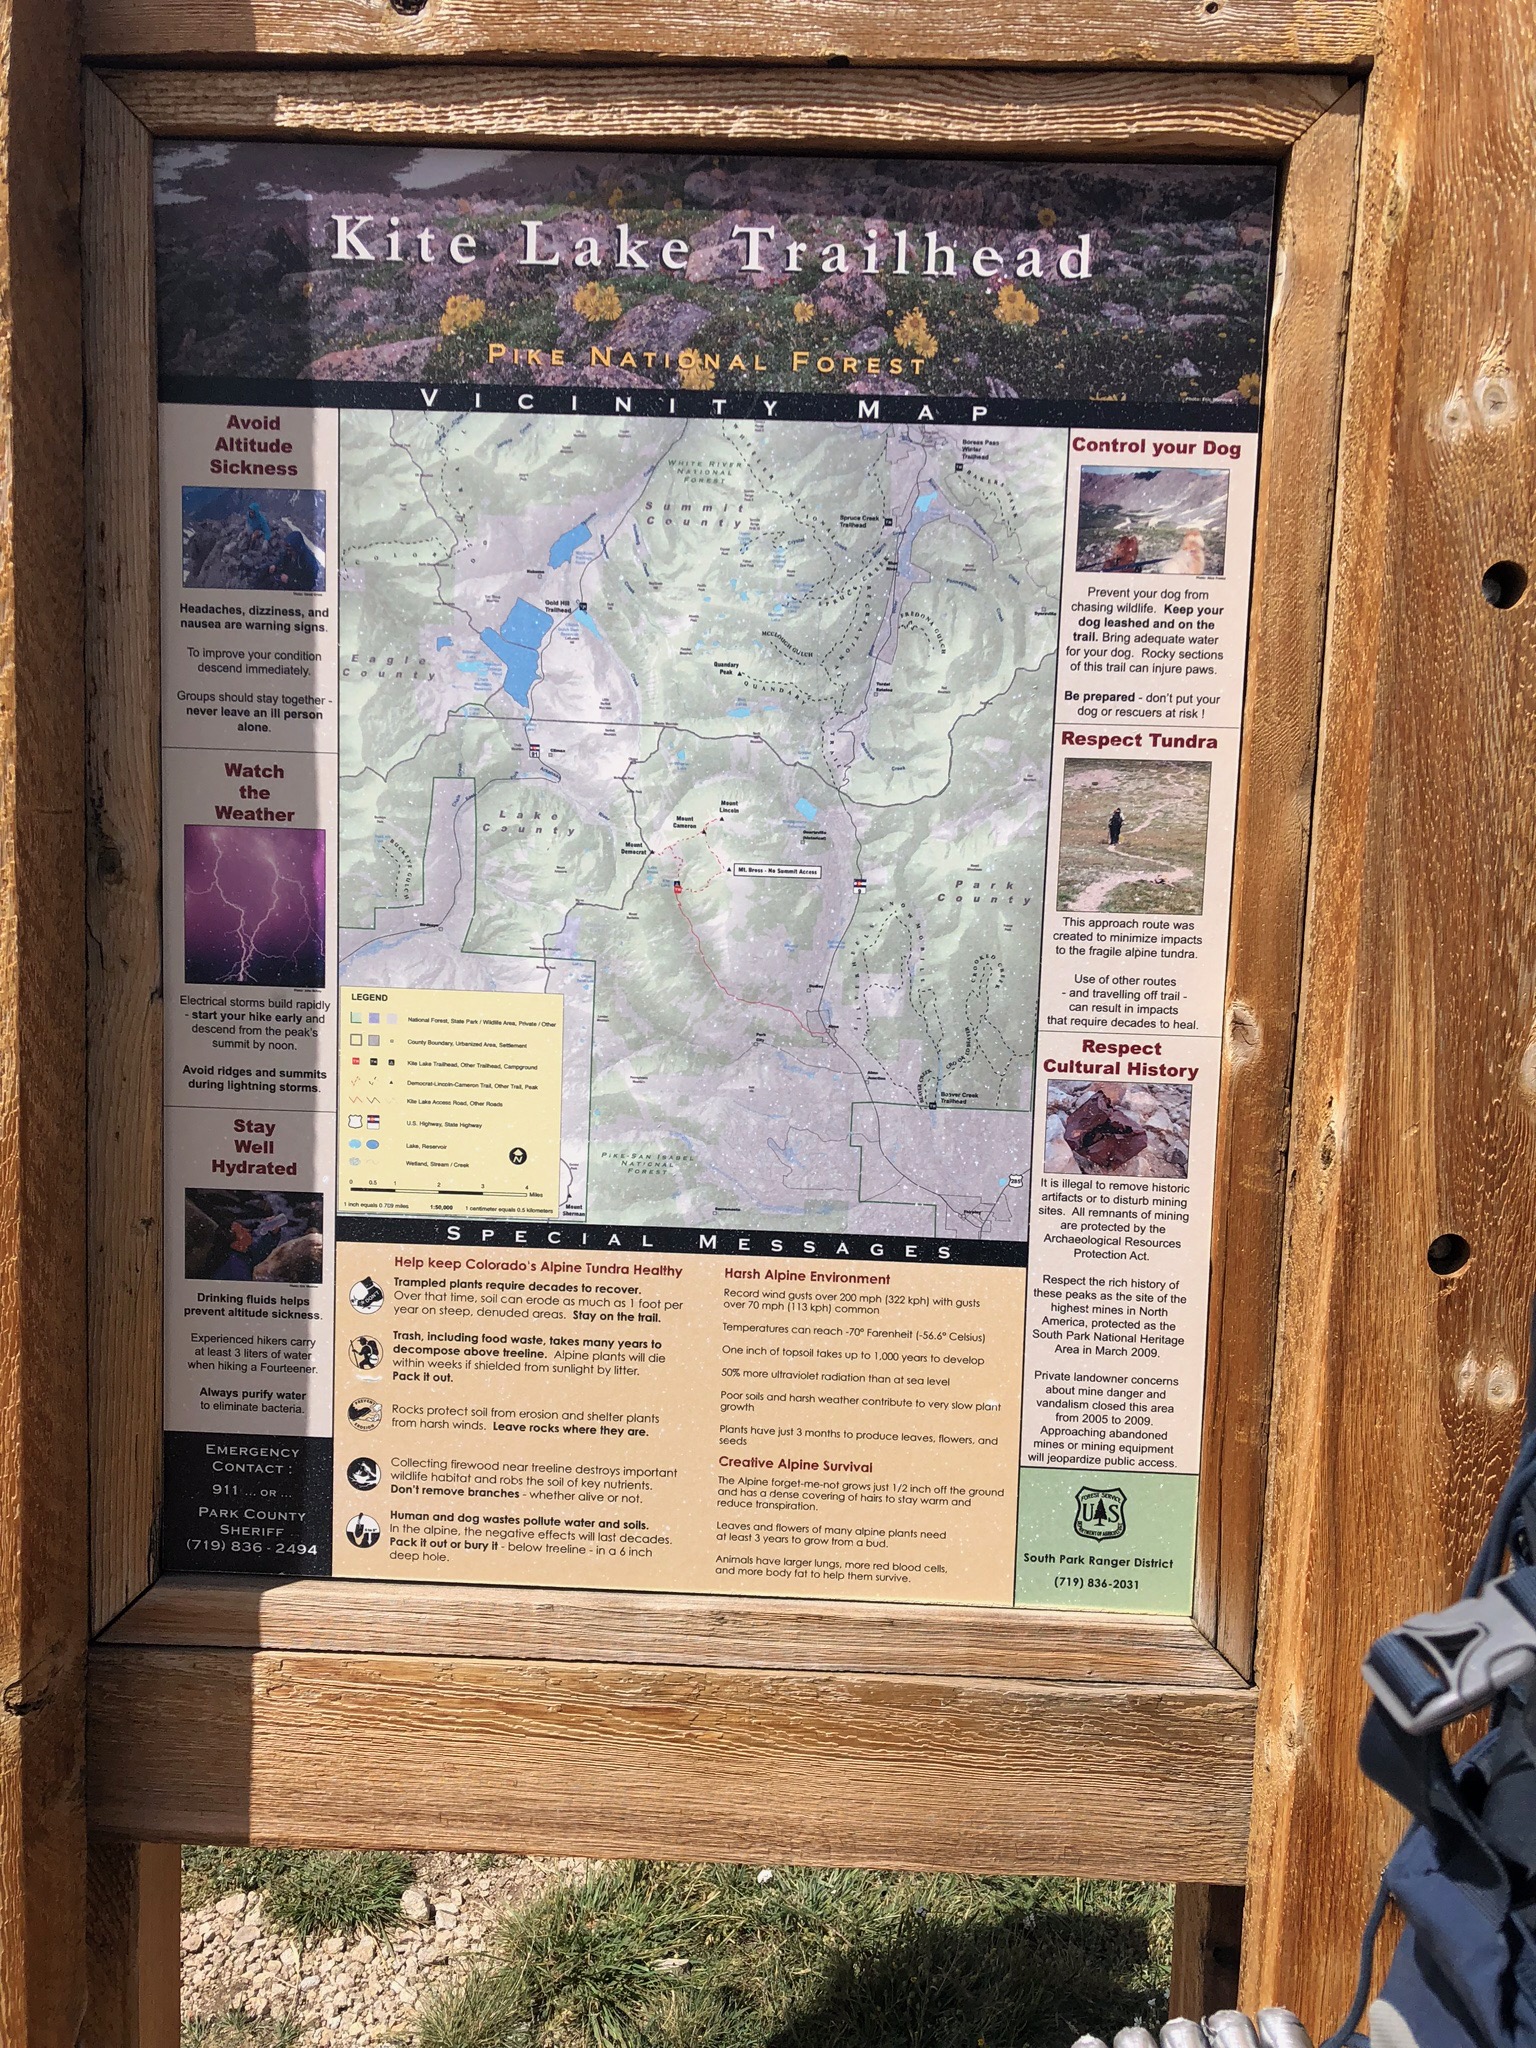 Kite Lake Trailhead
PIKE NATIONAL FOREST
VICINITY MAP
Avoid
Altitude
Sickness
Headaches, dizziness, and
nausea are warning signs.
To improve your condition
descend immediately.
Groups should stay together -
never leave an ill person
alone.
Watch
the
Weather
Electrical storms build rapidly
- start your hike early and
descend from the peak's
summit by noon.
Avoid ridges and summits
during lightning storms.
Stay
Well
Hydrated
Drinking fluids helps
prevent altitude sickness.
Experienced hikers carry
at least 3 liters of water
when hiking a Fourteener.
Always purify water
to eliminate bacteria.
EMERGENCY
CONTACT :
911 ... OR ...
PARK COUNTY
SHERIFF
(719) 836 - 2494
WHITE RIVER
NATIONAL
FOREST
Summit
County
Boreas Pass
Winter
Trailhead
Spruce Creek
Trailhead
Gold Hill
Trailhead
Eagle
County
MCCULLOUGH GULCH
FREDONIA GULCH
Quandary
Peak
QUANDARY
91
Climax
Lake
County
Mount
Lincoln
Mount
Cameron
Mount
Democrat
Mt. Bross - No Summit Access
9
Park
County
BUCKEYE GULCH
CROOKED CREEK
Park
City
Alma
Alma
Junction
Beaver Creek
Trailhead
285
PIKE-SAN ISABEL
NATIONAL
FOREST
Mount
Sherman
LEGEND
National Forest, State Park / Wildlife Area, Private / Other
County Boundary, Urbanized Area, Settlement
Kite Lake Trailhead, Other Trailhead, Campground
Democrat-Lincoln-Cameron Trail, Other Trail, Peak
Kite Lake Access Road, Other Roads
U.S. Highway, State Highway
Lake, Reservoir
Wetland, Stream / Creek
N
0 0.5 1 2 3 4 Miles
1 inch equals 0.789 miles 1:50,000 1 centimeter equals 0.5 kilometers
SPECIAL MESSAGES
Help keep Colorado's Alpine Tundra Healthy
Trampled plants require decades to recover.
Over that time, soil can erode as much as 1 foot per
year on steep, denuded areas. Stay on the trail.
Trash, including food waste, takes many years to
decompose above treeline. Alpine plants will die
within weeks if shielded from sunlight by litter.
Pack it out.
Rocks protect soil from erosion and shelter plants
from harsh winds. Leave rocks where they are.
Collecting firewood near treeline destroys important
wildlife habitat and robs the soil of key nutrients.
Don't remove branches - whether alive or not.
Human and dog wastes pollute water and soils.
In the alpine, the negative effects will last decades.
Pack it out or bury it - below treeline - in a 6 inch
deep hole.
Harsh Alpine Environment
Record wind gusts over 200 mph (322 kph) with gusts
over 70 mph (113 kph) common
Temperatures can reach -70° Farenheit (-56.6° Celsius)
One inch of topsoil takes up to 1,000 years to develop
50% more ultraviolet radiation than at sea level
Poor soils and harsh weather contribute to very slow plant
growth
Plants have just 3 months to produce leaves, flowers, and
seeds
Creative Alpine Survival
The Alpine forget-me-not grows just 1/2 inch off the ground
and has a dense covering of hairs to stay warm and
reduce transpiration.
Leaves and flowers of many alpine plants need
at least 3 years to grow from a bud.
Animals have larger lungs, more red blood cells,
and more body fat to help them survive.
Control your Dog
Prevent your dog from
chasing wildlife. Keep your
dog leashed and on the
trail. Bring adequate water
for your dog. Rocky sections
of this trail can injure paws.
Be prepared - don't put your
dog or rescuers at risk !
Respect Tundra
This approach route was
created to minimize impacts
to the fragile alpine tundra.
Use of other routes
- and travelling off trail -
can result in impacts
that require decades to heal.
Respect
Cultural History
It is illegal to remove historic
artifacts or to disturb mining
sites. All remnants of mining
are protected by the
Archaeological Resources
Protection Act.
Respect the rich history of
these peaks as the site of the
highest mines in North
America, protected as the
South Park National Heritage
Area in March 2009.
Private landowner concerns
about mine danger and
vandalism closed this area
from 2005 to 2009.
Approaching abandoned
mines or mining equipment
will jeopardize public access.
FOREST SERVICE
U S
DEPARTMENT OF AGRICULTURE
South Park Ranger District
(719) 836-2031